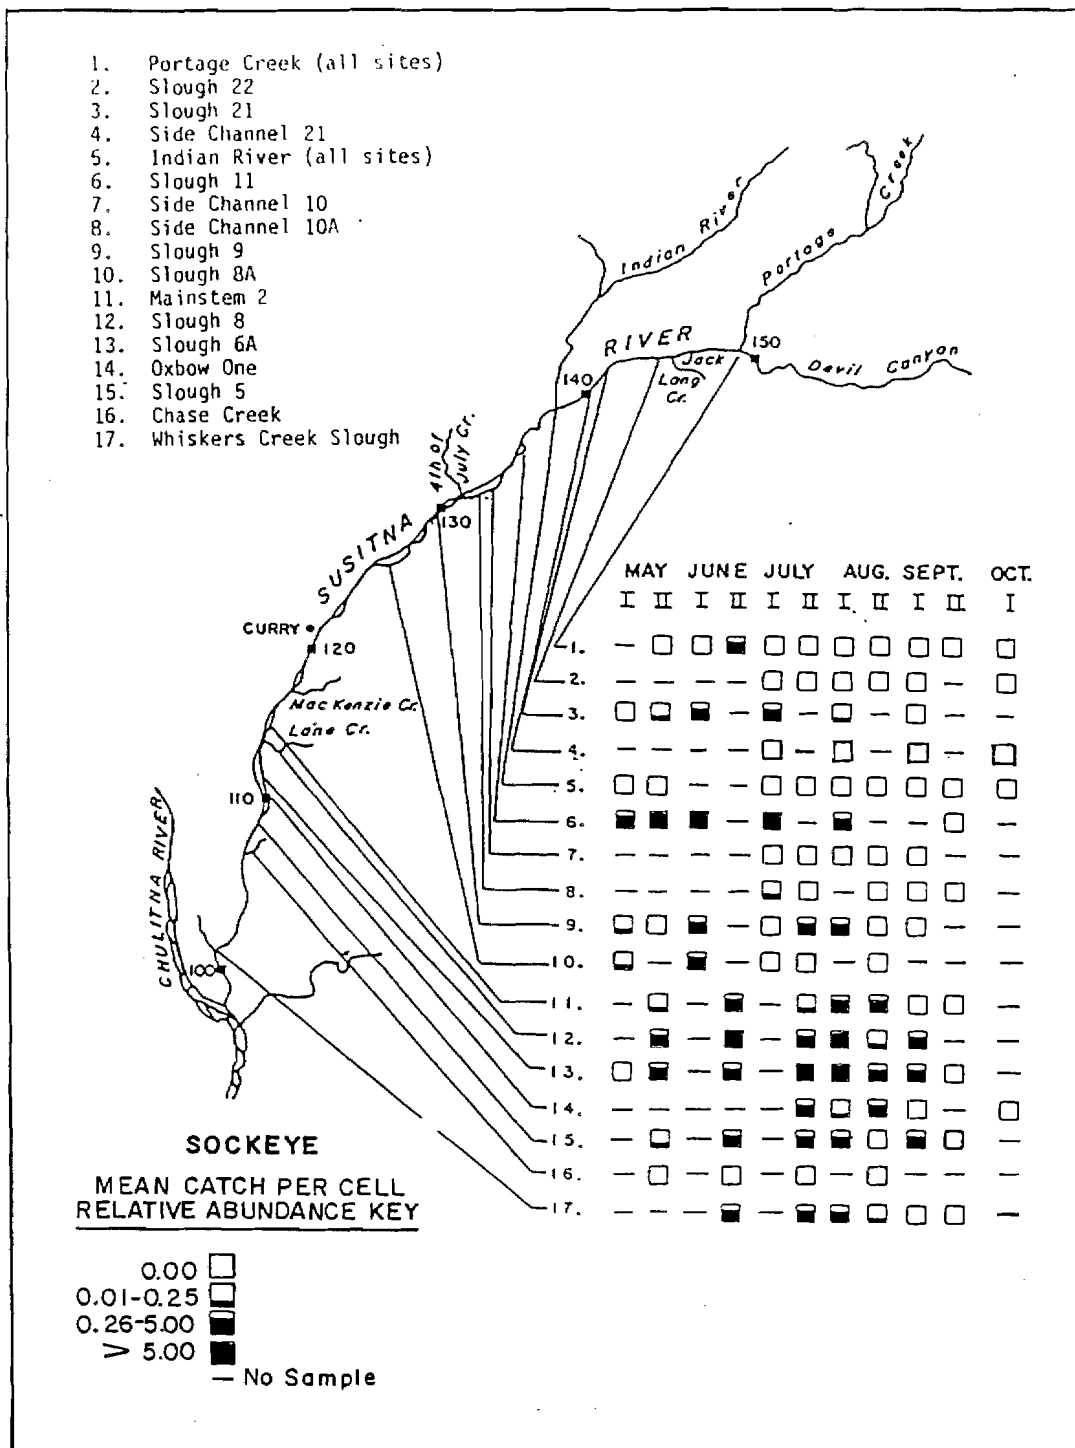 1. Portage Creek (all sites)
2. Slough 22
3. Slough 21
4. Side Channel 21
5. Indian River (all sites)
6. Slough 11
7. Side Channel 10
8. Side Channel 10A
9. Slough 9
10. Slough 8A
11. Mainstem 2
12. Slough 8
13. Slough 6A
14. Oxbow One
15. Slough 5
16. Chase Creek
17. Whiskers Creek Slough
Indian River
Portage Creek
RIVER
Jack
Long
Cr.
150
Devil Canyon
140
4th of
July Cr.
130
SUSITNA
CURRY
120
MacKenzie Cr.
Lane Cr.
110
CHULITNA RIVER
100
MAY JUNE JULY AUG. SEPT. OCT.
I II I II I II I II I II I
1. –
2. – – – – –
3. – – – – –
4. – – – – – – –
5. – –
6. – – – – –
7. – – – – – –
8. – – – – – –
9. – – –
10. – – – – – –
11. – – – –
12. – – – – –
13. – – –
14. – – – – – –
15. – – – –
16. – – – – – – –
17. – – – – –
SOCKEYE
MEAN CATCH PER CELL
RELATIVE ABUNDANCE KEY
0.00
0.01-0.25
0.26-5.00
> 5.00
– No Sample